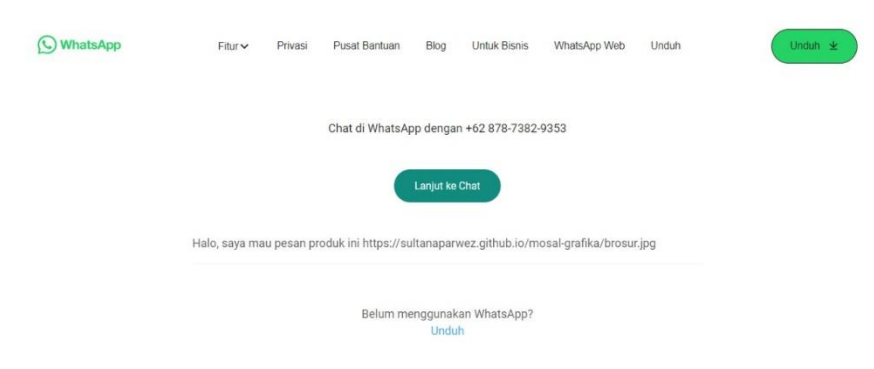 WhatsApp
Fitur Privasi Pusat Bantuan Blog Untuk Bisnis WhatsApp Web Unduh
Unduh
Chat di WhatsApp dengan +62 878-7382-9353
Lanjut ke Chat
Halo, saya mau pesan produk ini https://sultanaparwez.github.io/mosal-grafika/brosur.jpg
Belum menggunakan WhatsApp?
Unduh